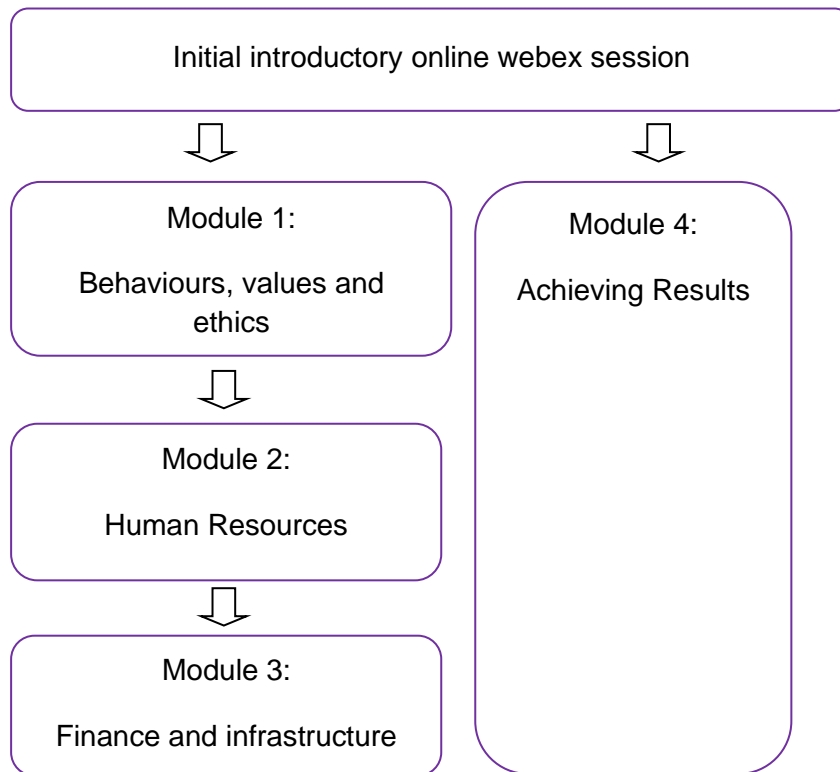 Initial introductory online webex session
Module 1:
Behaviours, values and
ethics
Module 2:
Human Resources
Module 3:
Finance and infrastructure
Module 4:
Achieving Results